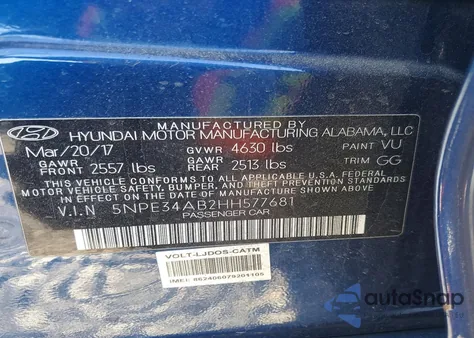 MANUFACTURED BY
HYUNDAI MOTOR MANUFACTURING ALABAMA, LLC
Mar/20/17 GVWR 4630 lbs PAINT VU
GAWR FRONT 2557 lbs GAWR REAR 2513 lbs TRIM GG
THIS VEHICLE CONFORMS TO ALL APPLICABLE FEDERAL
MOTOR VEHICLE SAFETY, BUMPER, AND THEFT PREVENTION
STANDARDS IN EFFECT ON THE DATE OF MANUFACTURE SHOWN ABOVE.
V.I.N 5NPE34AB2HH577681
PASSENGER CAR
VOLT-LJDOS-CATM
IMEI: 862406079201105
autoSnap